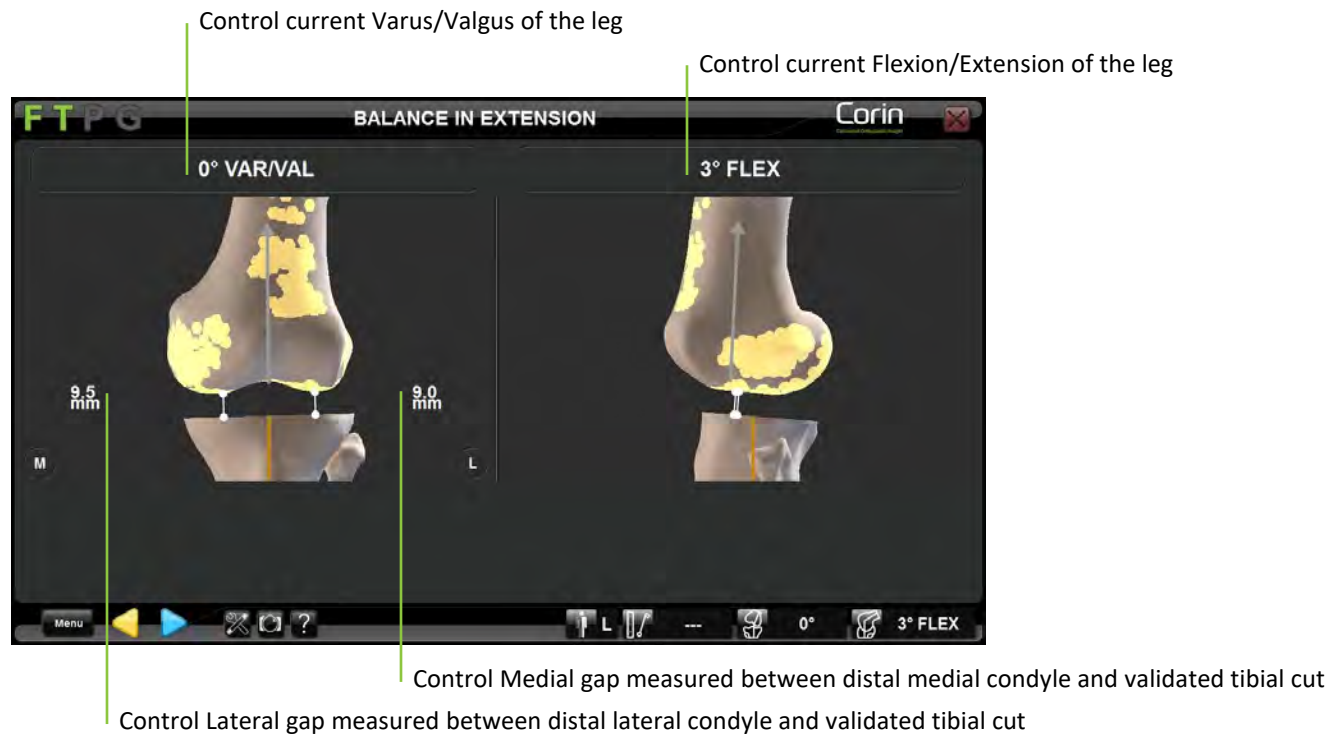 Control current Varus/Valgus of the leg
Control current Flexion/Extension of the leg
F T P G
BALANCE IN EXTENSION
Corin
0° VAR/VAL
3° FLEX
9.5
mm
9.0
mm
M
L
Menu
?
L
---
0°
3° FLEX
Control Medial gap measured between distal medial condyle and validated tibial cut
Control Lateral gap measured between distal lateral condyle and validated tibial cut